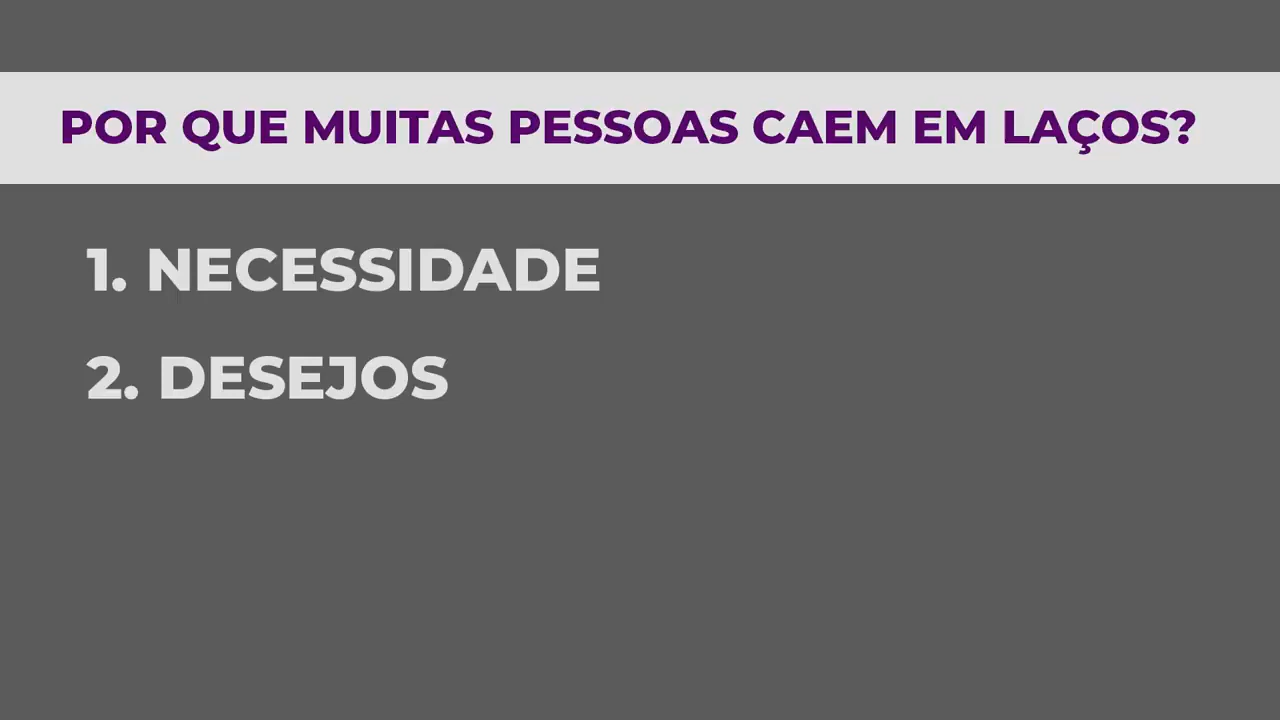 POR QUE MUITAS PESSOAS CAEM EM LAÇOS?
1. NECESSIDADE
2. DESEJOS